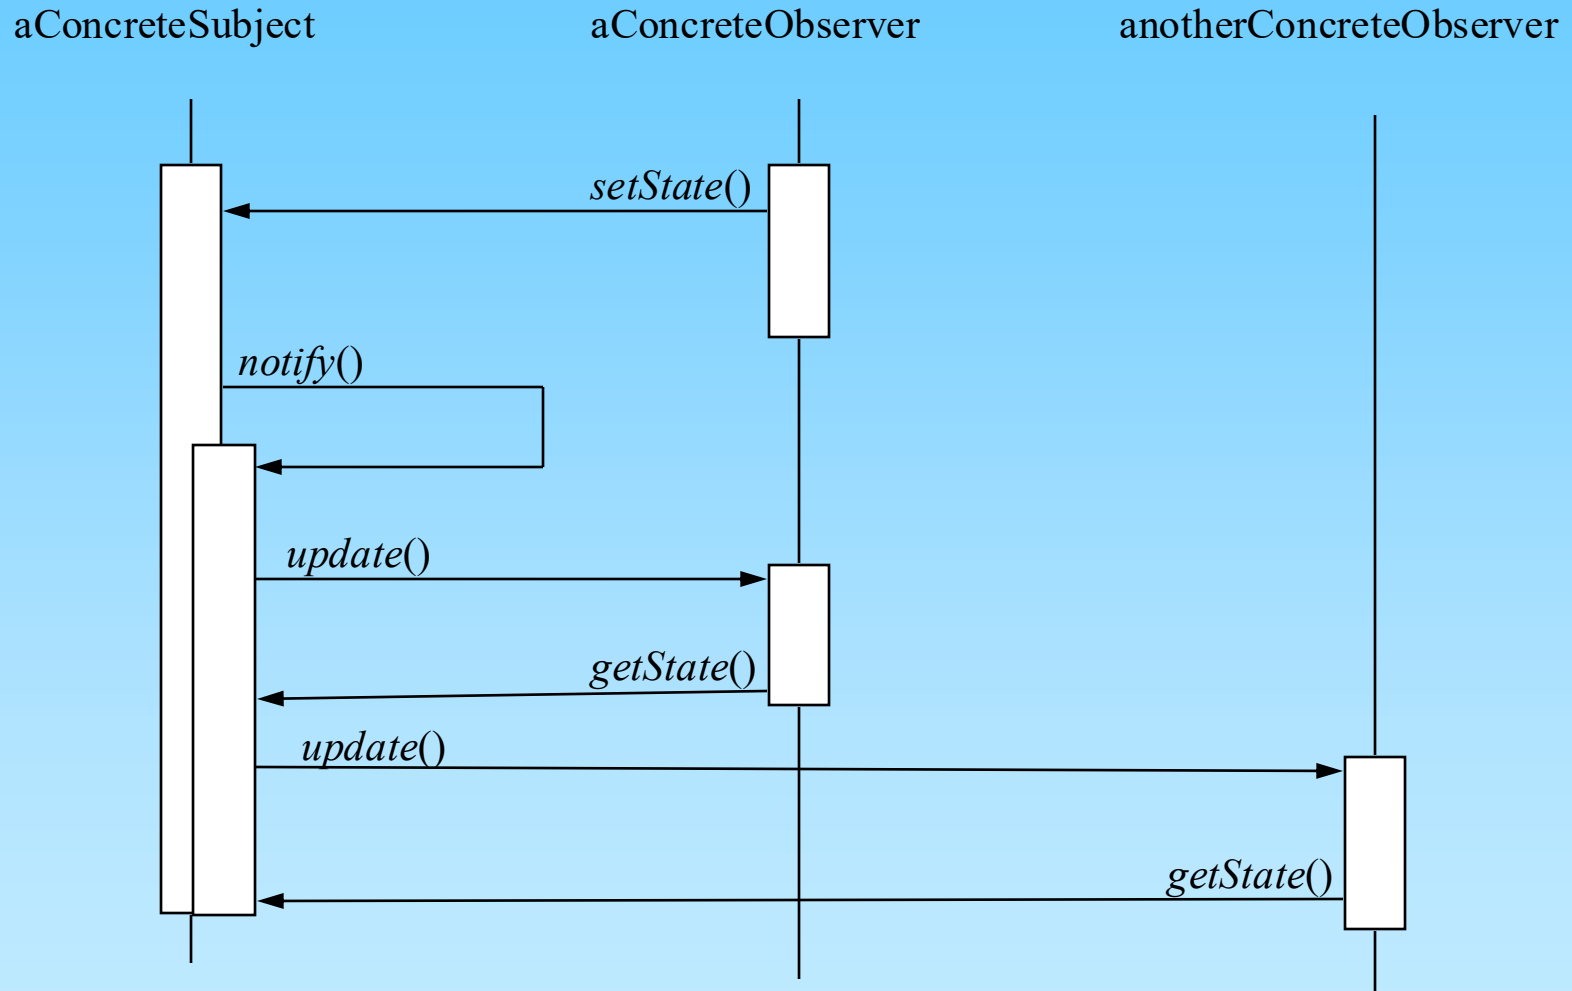 aConcreteSubject
aConcreteObserver
anotherConcreteObserver
setState()
notify()
update()
getState()
update()
getState()